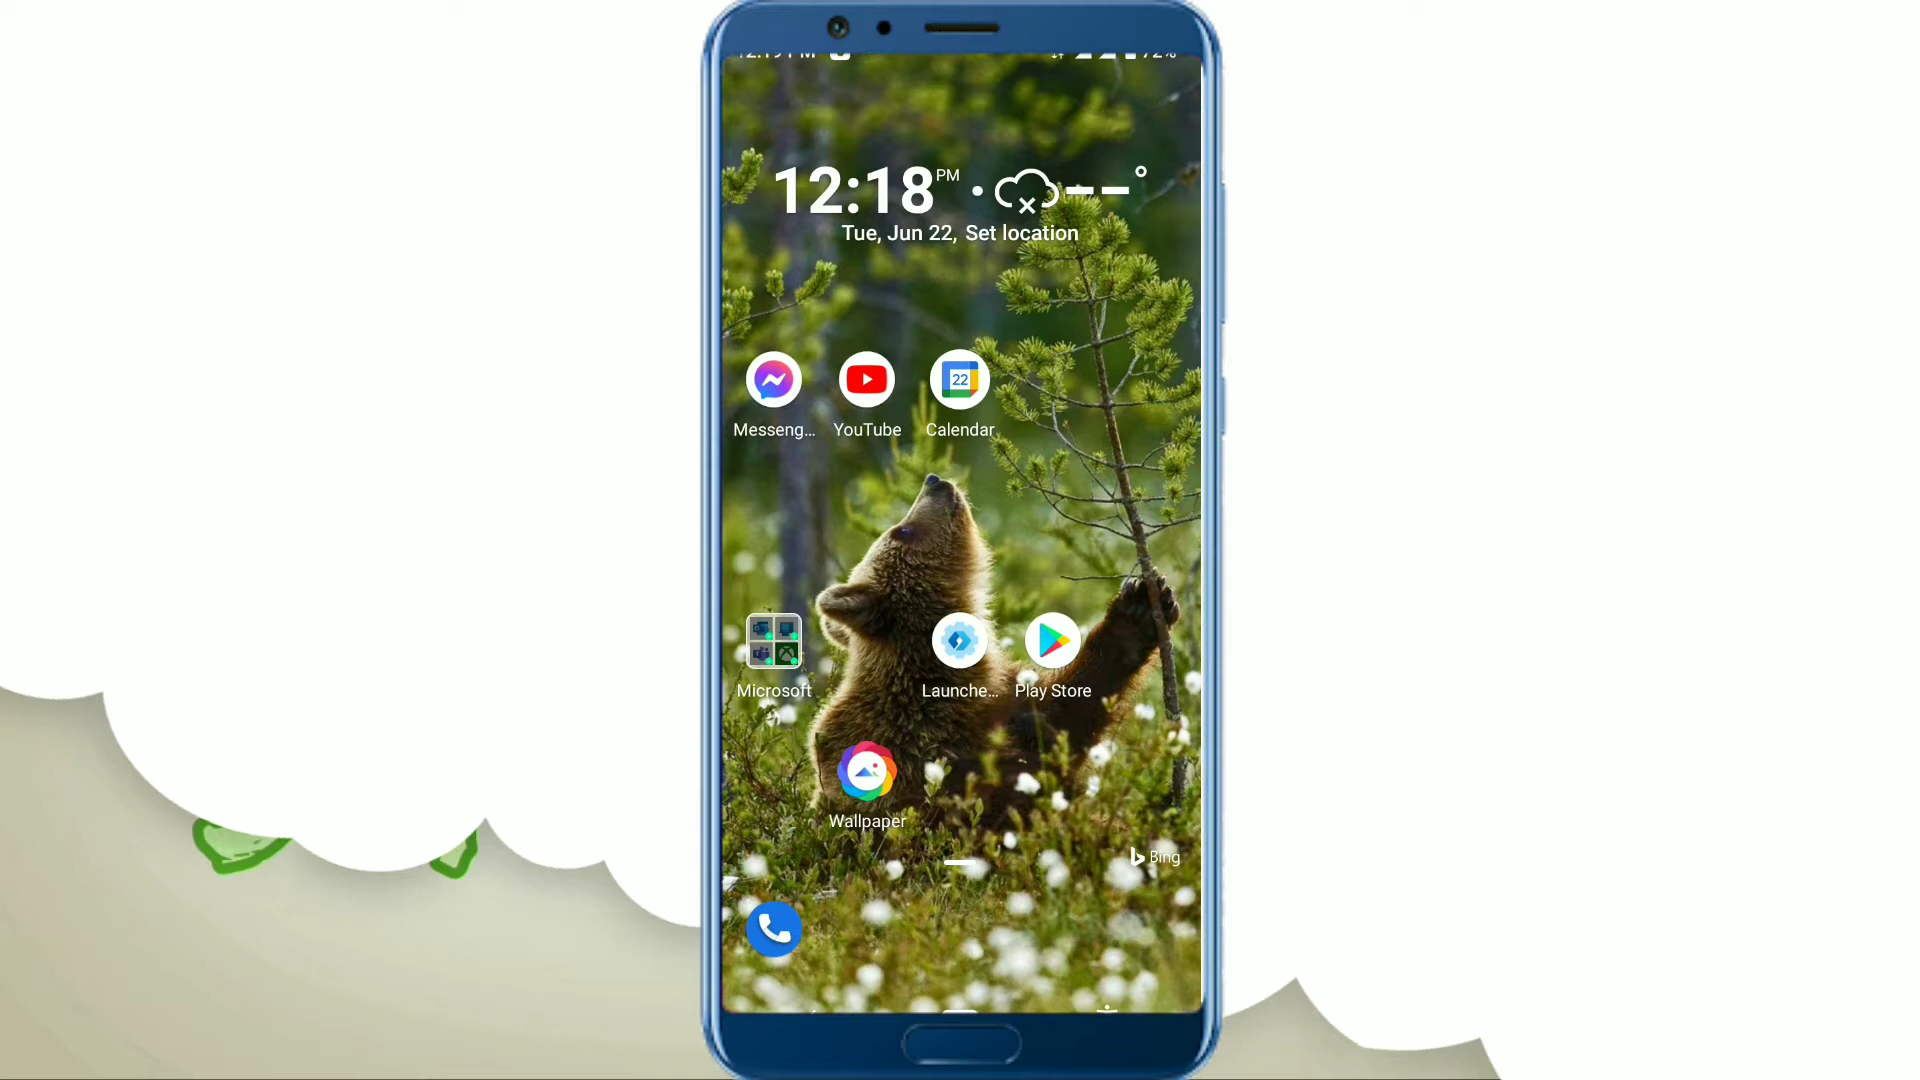 12:18 PM • --°
Tue, Jun 22, Set location
Messeng... YouTube Calendar
22
Microsoft Launche... Play Store
Wallpaper
Bing